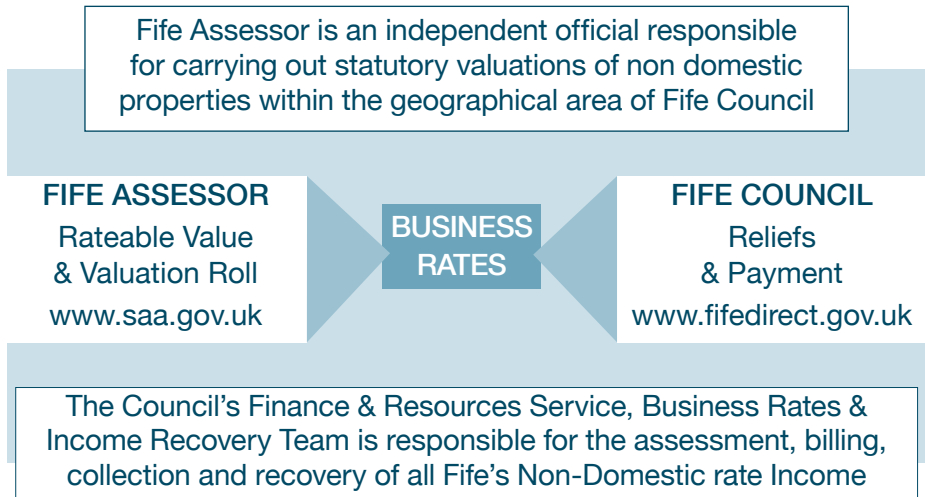 Fife Assessor is an independent official responsible
for carrying out statutory valuations of non domestic
properties within the geographical area of Fife Council
FIFE ASSESSOR
Rateable Value
& Valuation Roll
www.saa.gov.uk
BUSINESS
RATES
FIFE COUNCIL
Reliefs
& Payment
www.fifedirect.gov.uk
The Council's Finance & Resources Service, Business Rates &
Income Recovery Team is responsible for the assessment, billing,
collection and recovery of all Fife's Non-Domestic rate Income